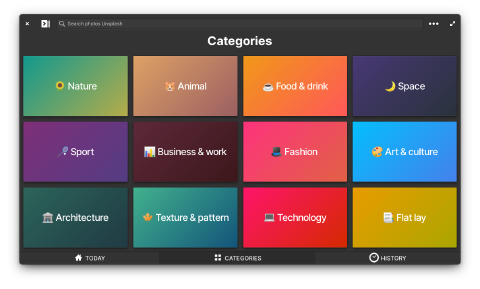 Search photos Unsplash
Categories
Nature
Animal
Food & drink
Space
Sport
Business & work
Fashion
Art & culture
Architecture
Texture & pattern
Technology
Flat lay
TODAY
CATEGORIES
HISTORY